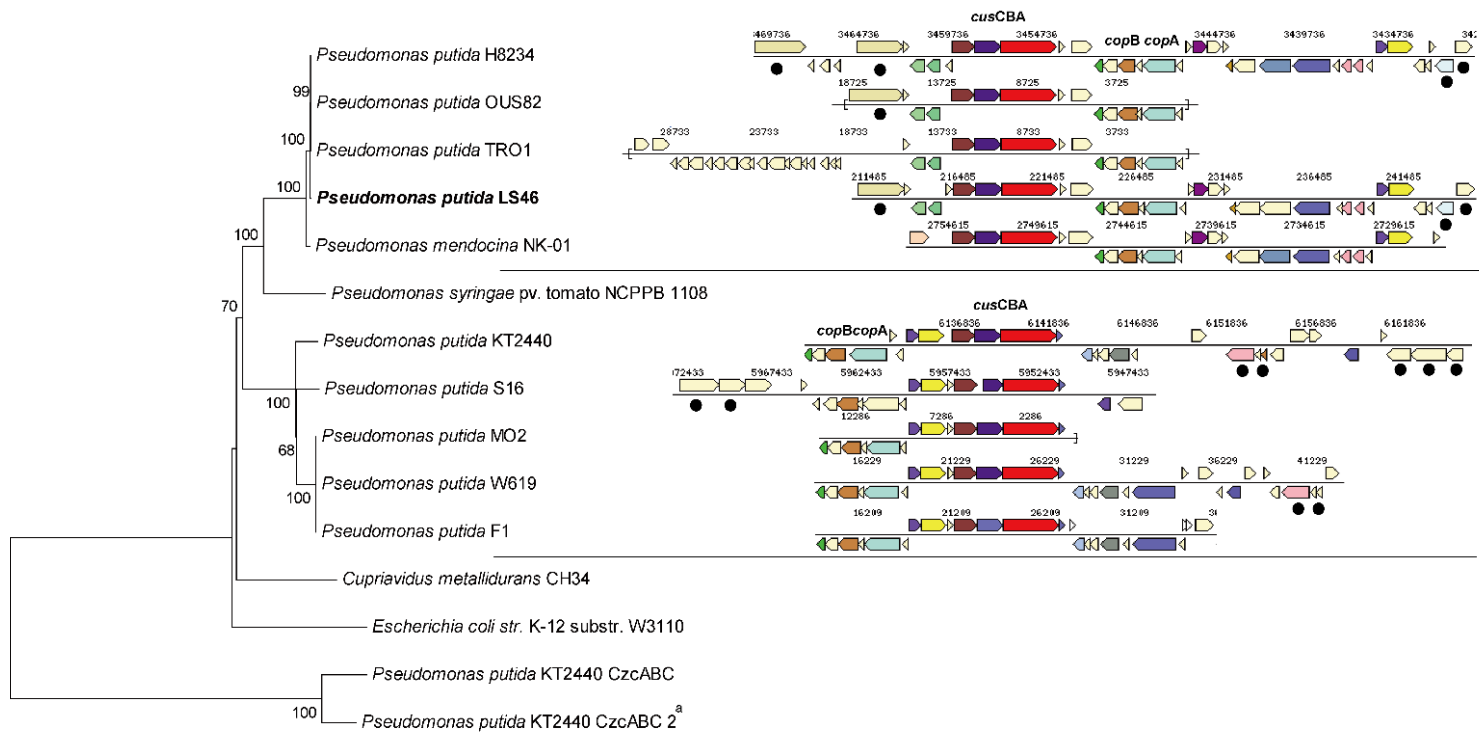 cusCBA
469736 3464736 3459736 3454736 copB copA 3444736 3439736 3434736 342
Pseudomonas putida H8234
99
18725 13725 8725 3725
Pseudomonas putida OUS82
100
28733 23733 18733 13733 8733 3733
Pseudomonas putida TRO1
100
211485 216485 221485 226485 231485 236485 241485
Pseudomonas putida LS46
100
2754615 2749615 2744615 2739615 2734615 2729615
Pseudomonas mendocina NK-01
Pseudomonas syringae pv. tomato NCPPB 1108
70
cusCBA
copBcopA 6136836 6141836 6146836 6151836 6156836 6161836
Pseudomonas putida KT2440
5967433 5962433 5957433 5952433 5947433
Pseudomonas putida S16
100
12286 7286 2286
Pseudomonas putida MO2
68
16229 21229 26229 31229 36229 41229
Pseudomonas putida W619
100
16209 21209 26209 31209
Pseudomonas putida F1
Cupriavidus metallidurans CH34
Escherichia coli str. K-12 substr. W3110
Pseudomonas putida KT2440 CzcABC
100
Pseudomonas putida KT2440 CzcABC 2a